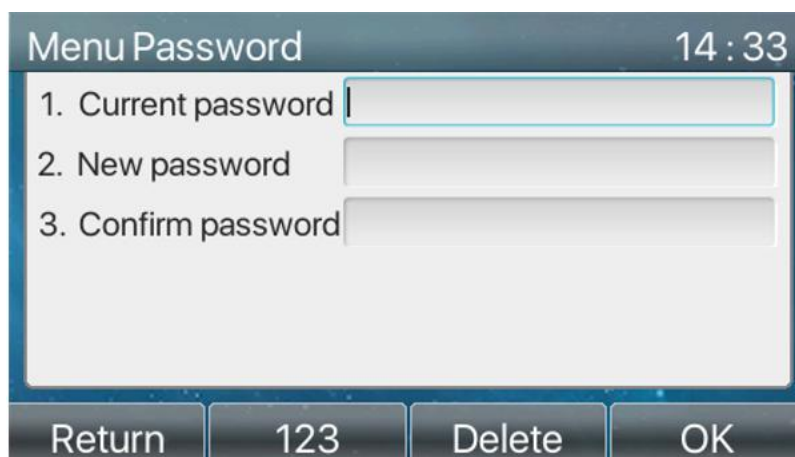 Menu Password 14 : 33
1. Current password
2. New password
3. Confirm password
Return 123 Delete OK